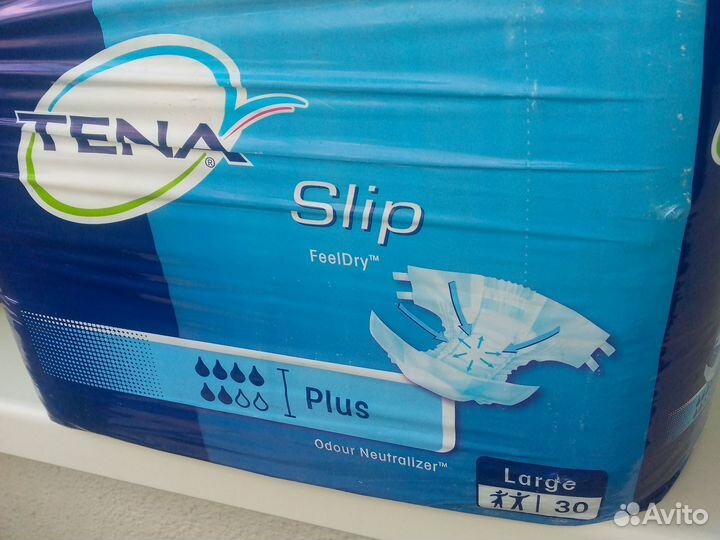 TENA®
Slip
FeelDry™
Plus
Odour Neutralizer™
Large
30
Avito